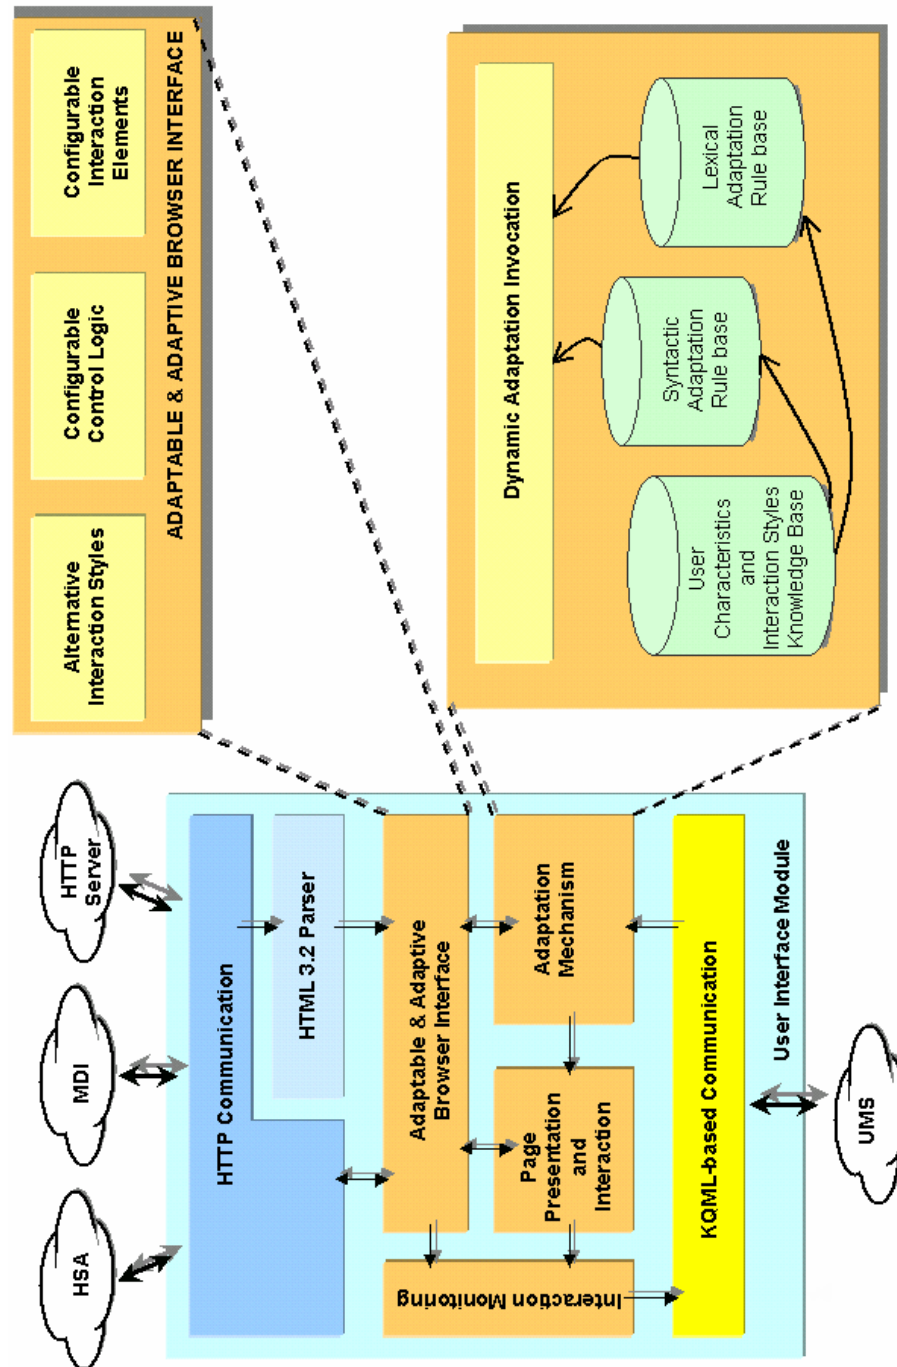 HSA
MDI
HTTP
Server
HTTP Communication
HTML 3.2 Parser
Adaptable & Adaptive
Browser Interface
Interaction Monitoring
Page
Presentation
and
Interaction
Adaptation
Mechanism
KQML-based Communication
User Interface Module
UMS
Alternative
Interaction Styles
Configurable
Control Logic
Configurable
Interaction
Elements
ADAPTABLE & ADAPTIVE BROWSER INTERFACE
Dynamic Adaptation Invocation
User
Characteristics
and
Interaction Styles
Knowledge Base
Syntactic
Adaptation
Rule base
Lexical
Adaptation
Rule base